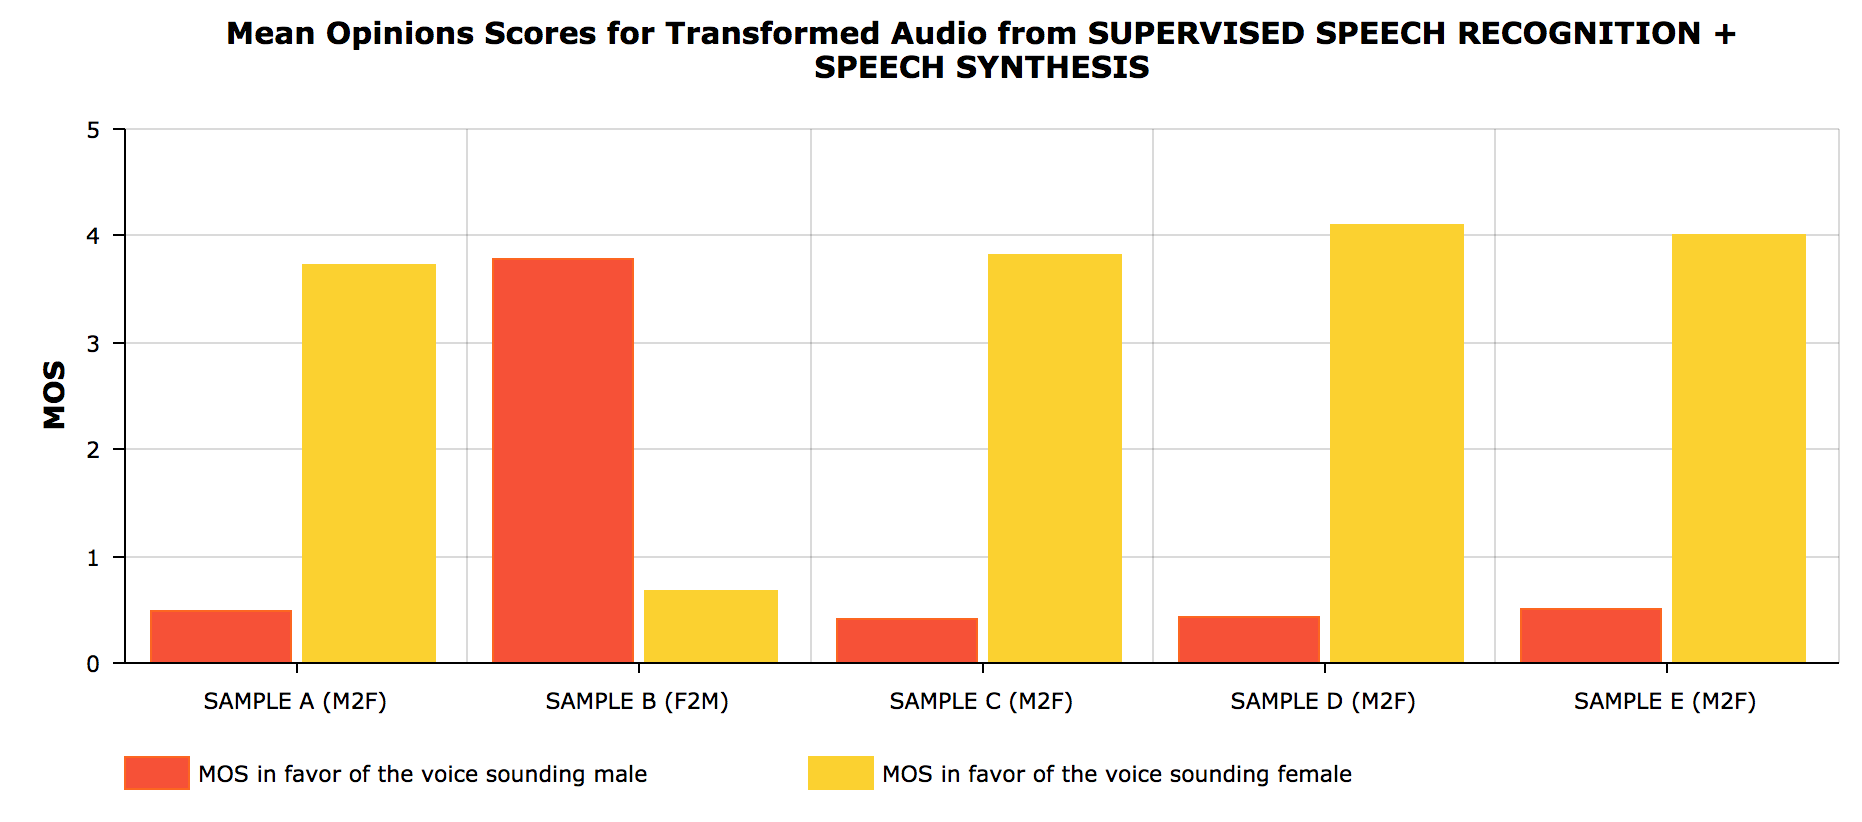 Mean Opinions Scores for Transformed Audio from SUPERVISED SPEECH RECOGNITION +
SPEECH SYNTHESIS
MOS
5
4
3
2
1
0
SAMPLE A (M2F)
SAMPLE B (F2M)
SAMPLE C (M2F)
SAMPLE D (M2F)
SAMPLE E (M2F)
MOS in favor of the voice sounding male
MOS in favor of the voice sounding female